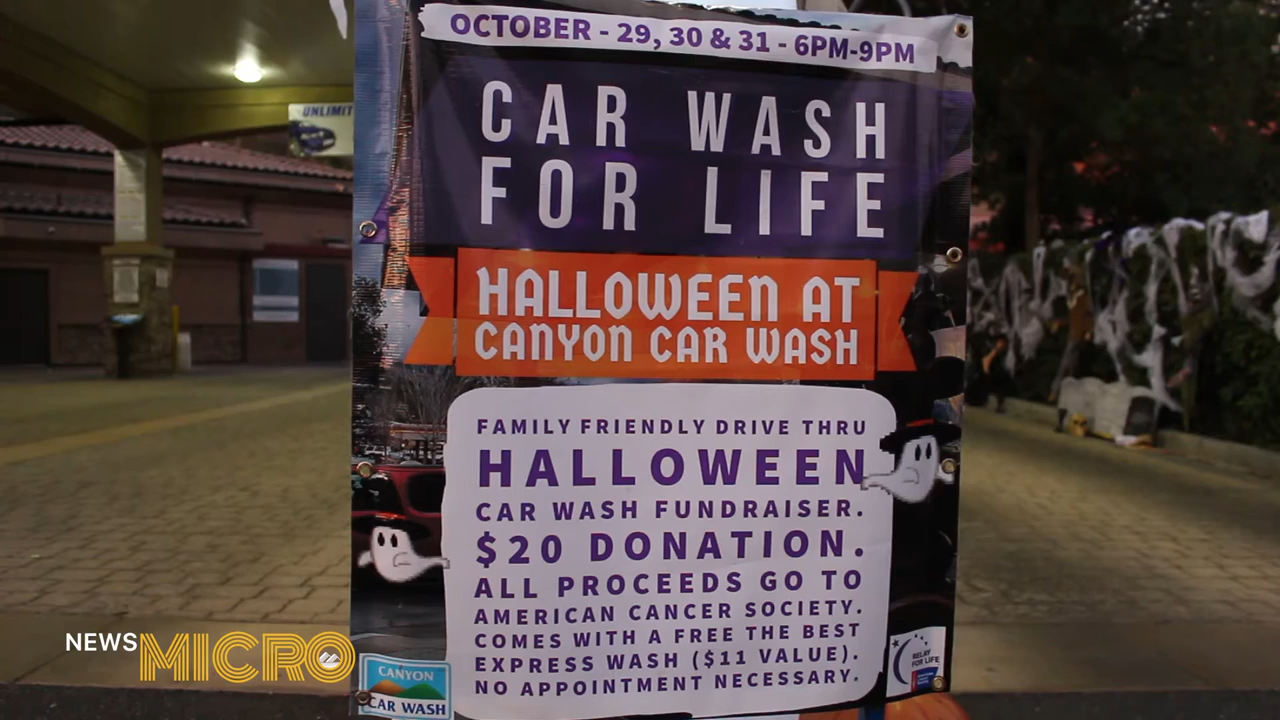 OCTOBER - 29, 30 & 31 - 6PM-9PM
UNLIMIT
CAR WASH
FOR LIFE
HALLOWEEN AT
CANYON CAR WASH
FAMILY FRIENDLY DRIVE THRU
HALLOWEEN
CAR WASH FUNDRAISER.
$20 DONATION.
ALL PROCEEDS GO TO
AMERICAN CANCER SOCIETY.
COMES WITH A FREE THE BEST
EXPRESS WASH ($11 VALUE).
NO APPOINTMENT NECESSARY.
NEWS MICRO
CANYON
CAR WASH
RELAY
FOR LIFE